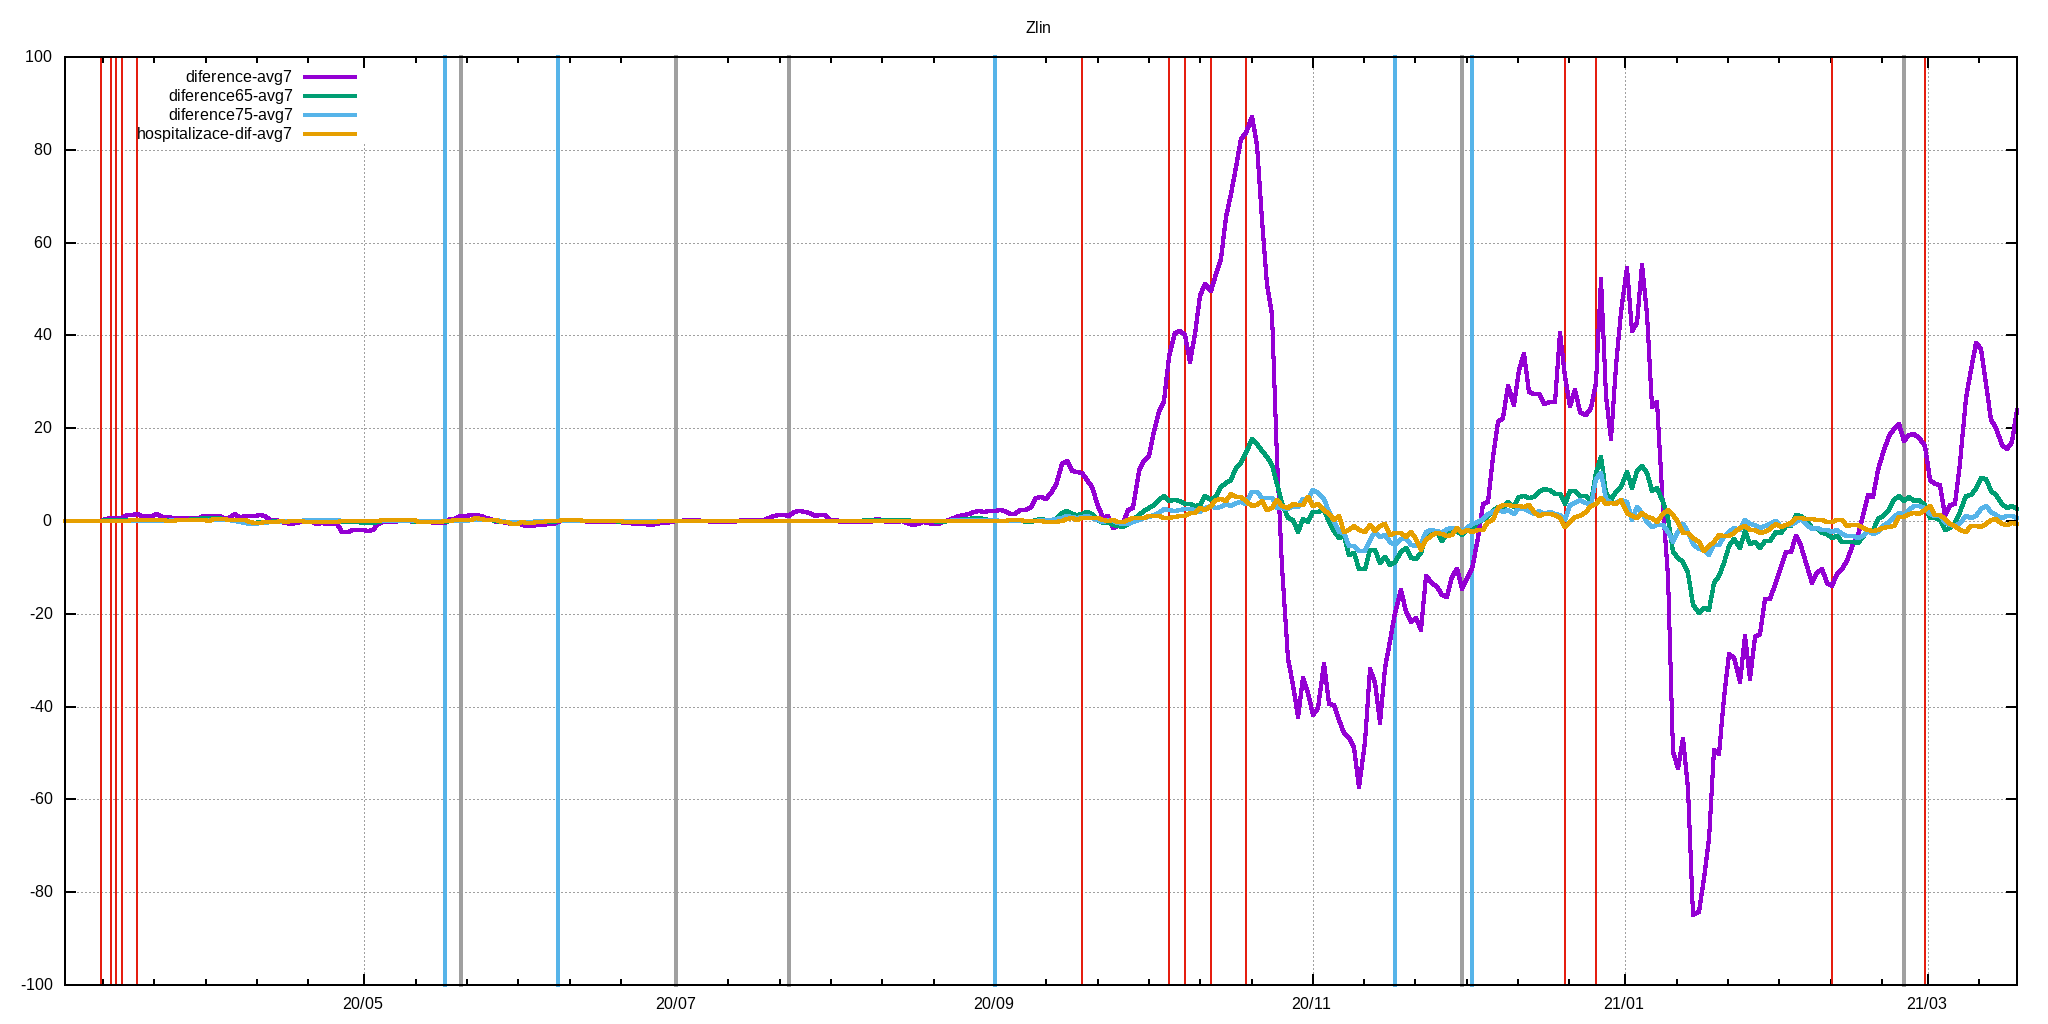 Zlin
diference-avg7
diference65-avg7
diference75-avg7
hospitalizace-dif-avg7
100
80
60
40
20
0
-20
-40
-60
-80
-100
20/05 20/07 20/09 20/11 21/01 21/03